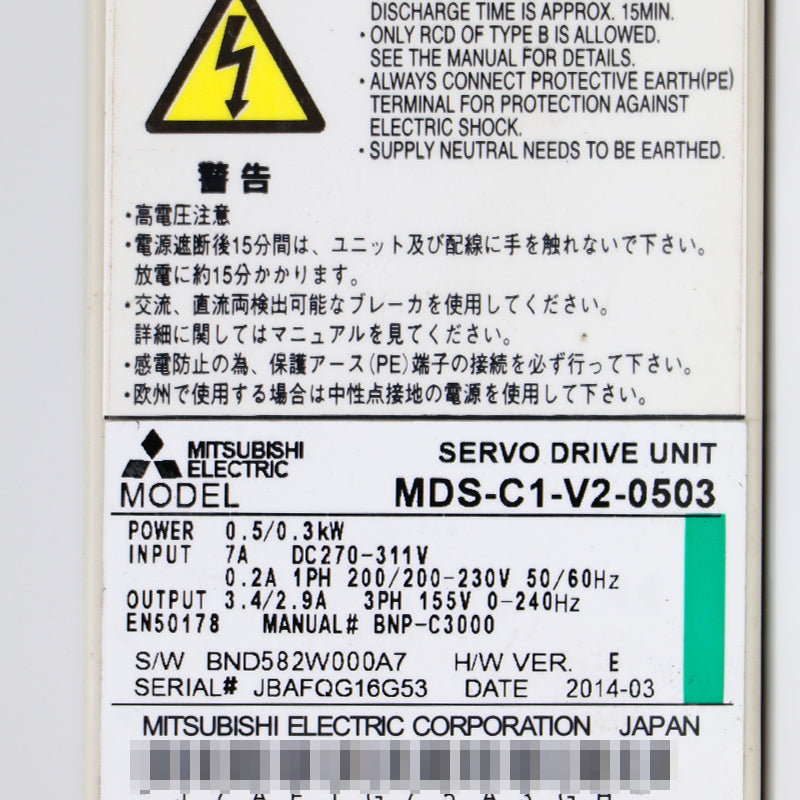 DISCHARGE TIME IS APPROX. 15MIN.
・ONLY RCD OF TYPE B IS ALLOWED.
SEE THE MANUAL FOR DETAILS.
・ALWAYS CONNECT PROTECTIVE EARTH(PE)
TERMINAL FOR PROTECTION AGAINST
ELECTRIC SHOCK.
・SUPPLY NEUTRAL NEEDS TO BE EARTHED.
警告
・高電圧注意
・電源遮断後15分間は、ユニット及び配線に手を触れないで下さい。
放電に約15分かかります。
・交流、直流両検出可能なブレーカを使用してください。
詳細に関してはマニュアルを見てください。
・感電防止の為、保護アース(PE)端子の接続を必ず行って下さい。
・欧州で使用する場合は中性点接地の電源を使用して下さい。
MITSUBISHI
ELECTRIC
SERVO DRIVE UNIT
MODEL MDS-C1-V2-0503
POWER 0.5/0.3kW
INPUT 7A DC270-311V
0.2A 1PH 200/200-230V 50/60Hz
OUTPUT 3.4/2.9A 3PH 155V 0-240Hz
EN50178 MANUAL# BNP-C3000
S/W BND582W000A7 H/W VER. E
SERIAL# JBAFQG16G53 DATE 2014-03
MITSUBISHI ELECTRIC CORPORATION JAPAN